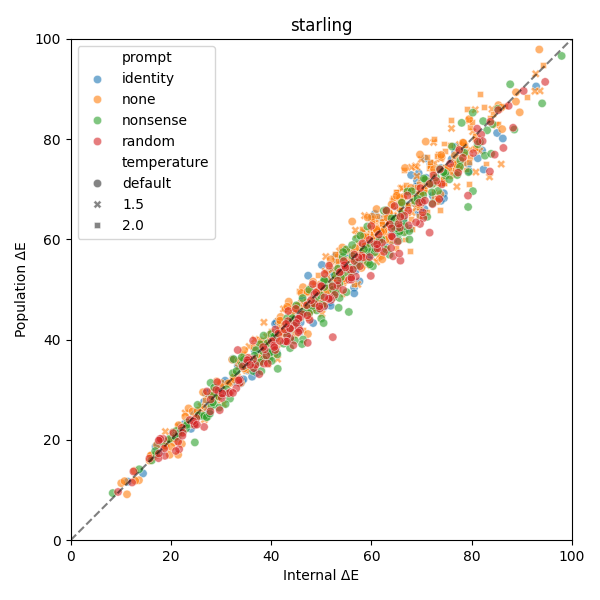 starling
100
80
60
40
20
0
Population ΔE
prompt
identity
none
nonsense
random
temperature
default
1.5
2.0
0 20 40 60 80 100
Internal ΔE